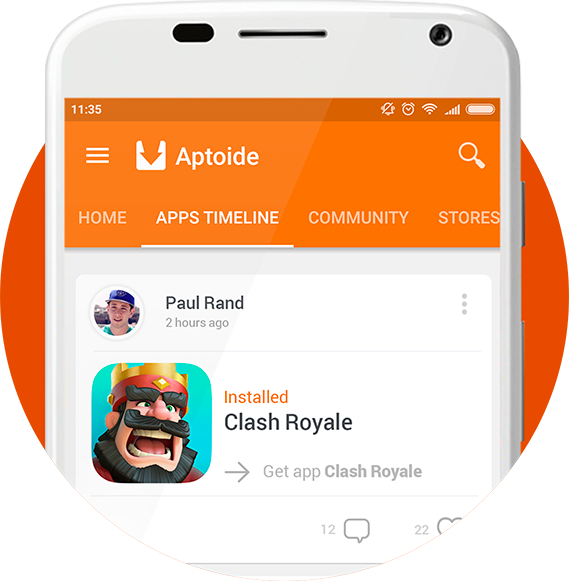 11:35
Aptoide
HOME APPS TIMELINE COMMUNITY STORES
Paul Rand
2 hours ago
Installed
Clash Royale
Get app Clash Royale
12 22